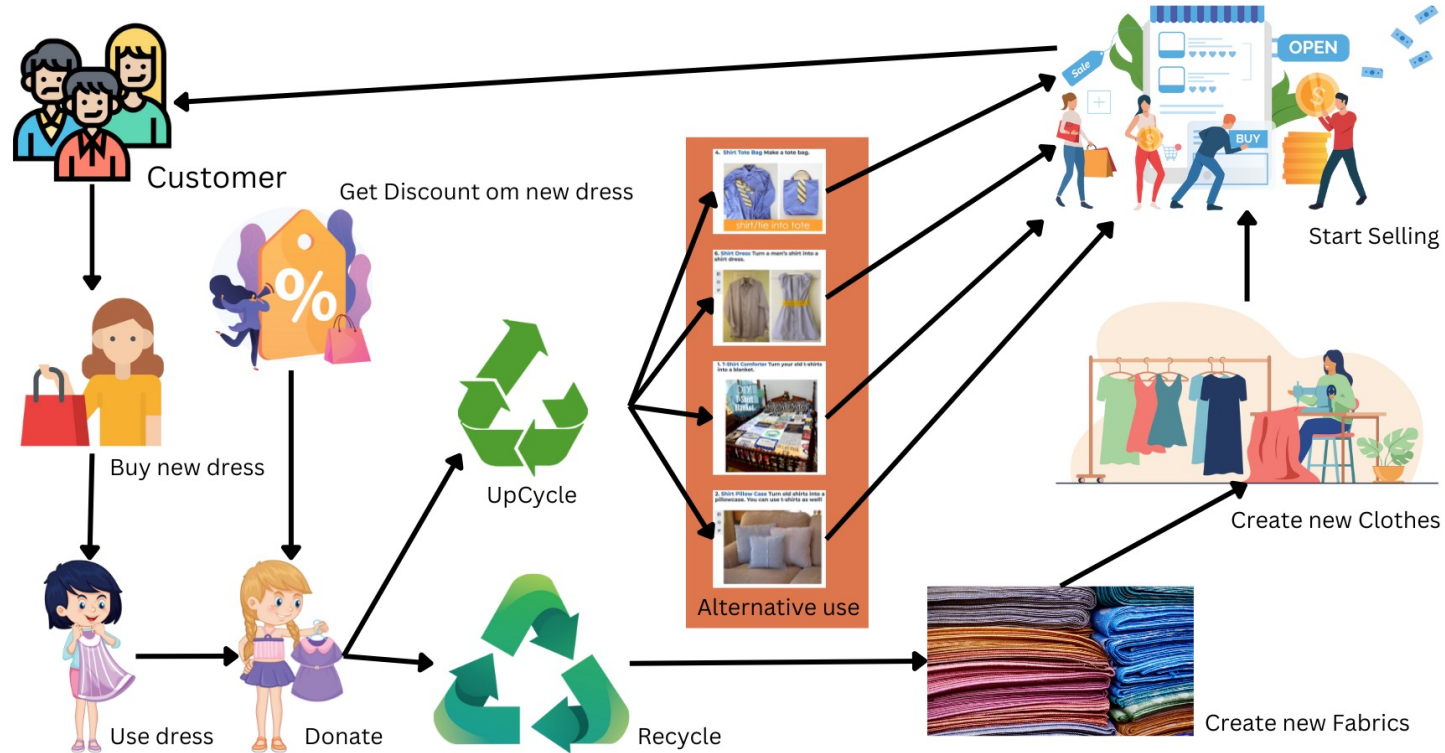 Customer
Get Discount om new dress
%
Buy new dress
Use dress
Donate
UpCycle
Recycle
4. Shirt Tote Bag Make a tote bag.
shirt/tie into tote
6. Shirt Dress Turn a men's shirt into a
shirt dress.
1. T-Shirt Comforter Turn your old t-shirts
into a blanket.
DIY
T-Shirt
Blanket
2. Shirt Pillow Case Turn old shirts into a
pillowcase. You can use t-shirts as well!
Alternative use
Sale
OPEN
$
BUY
$
Start Selling
Create new Clothes
Create new Fabrics